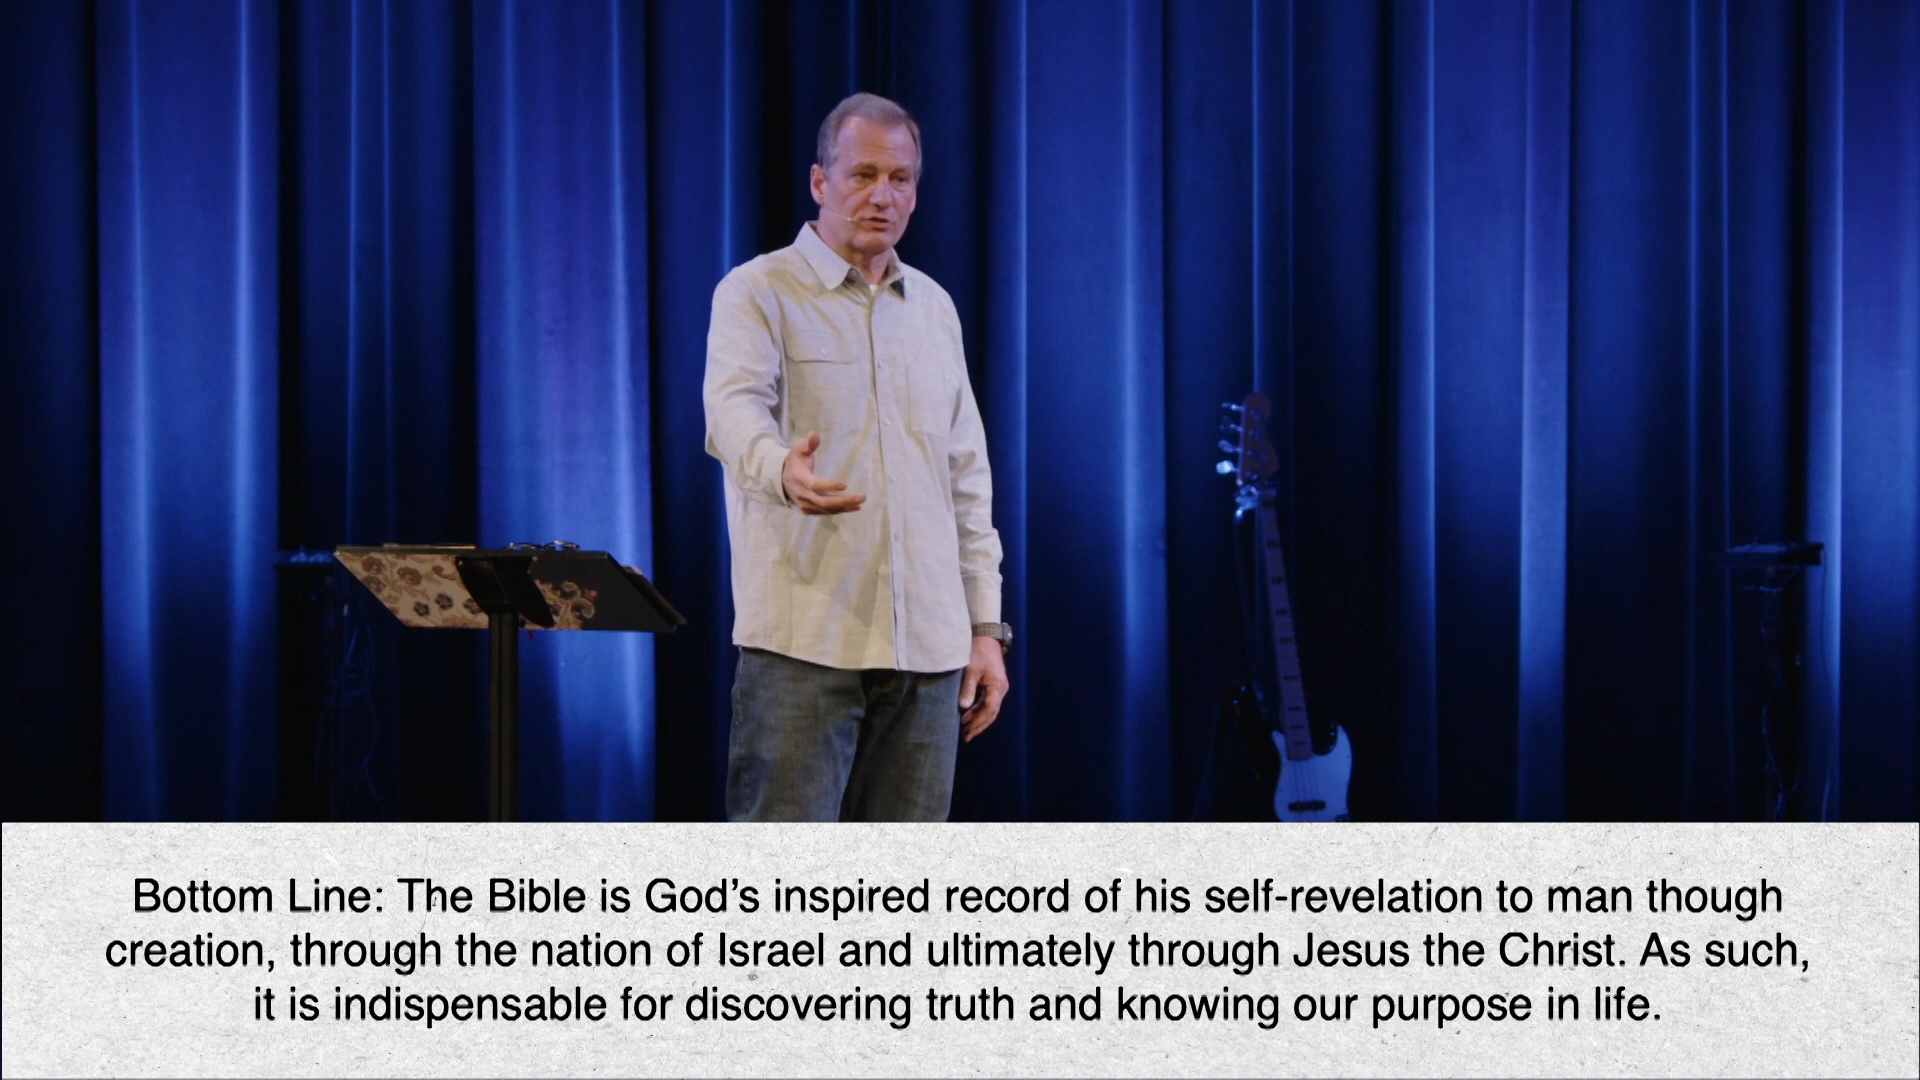 Bottom Line: The Bible is God’s inspired record of his self-revelation to man though
creation, through the nation of Israel and ultimately through Jesus the Christ. As such,
it is indispensable for discovering truth and knowing our purpose in life.